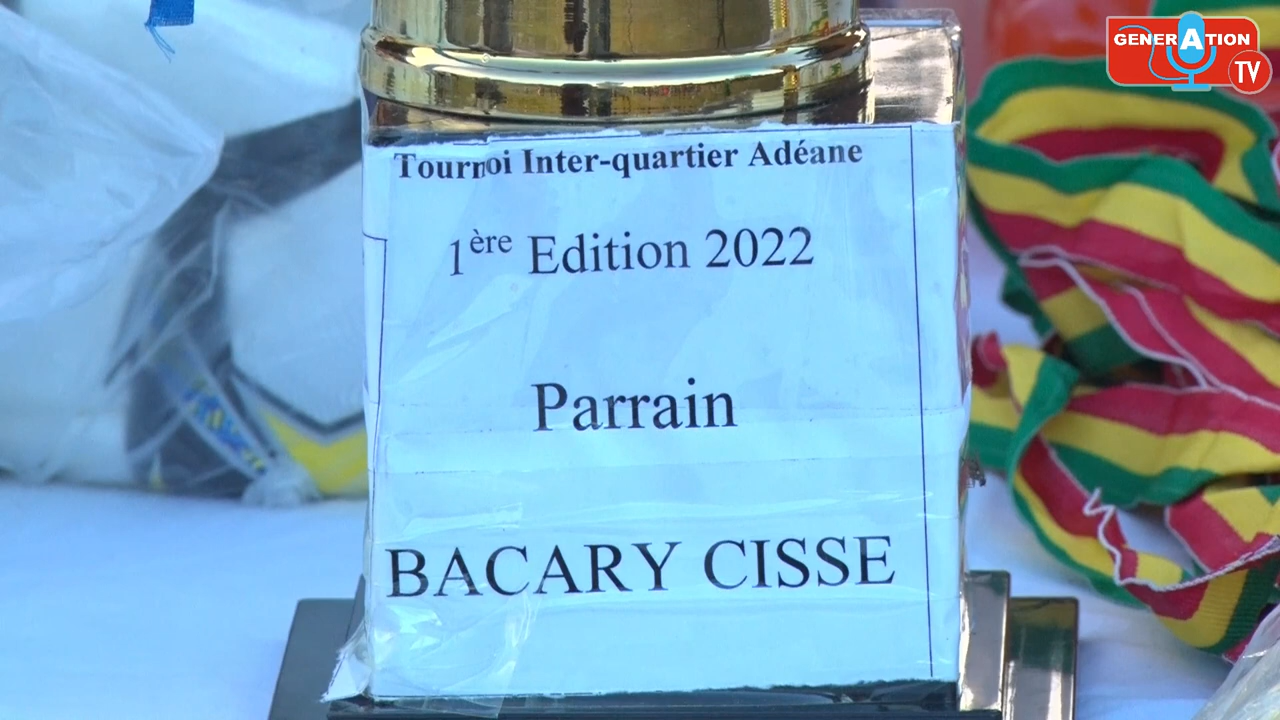 GENERATION
TV
Tournoi Inter-quartier Adéane
1ère Edition 2022
Parrain
BACARY CISSE